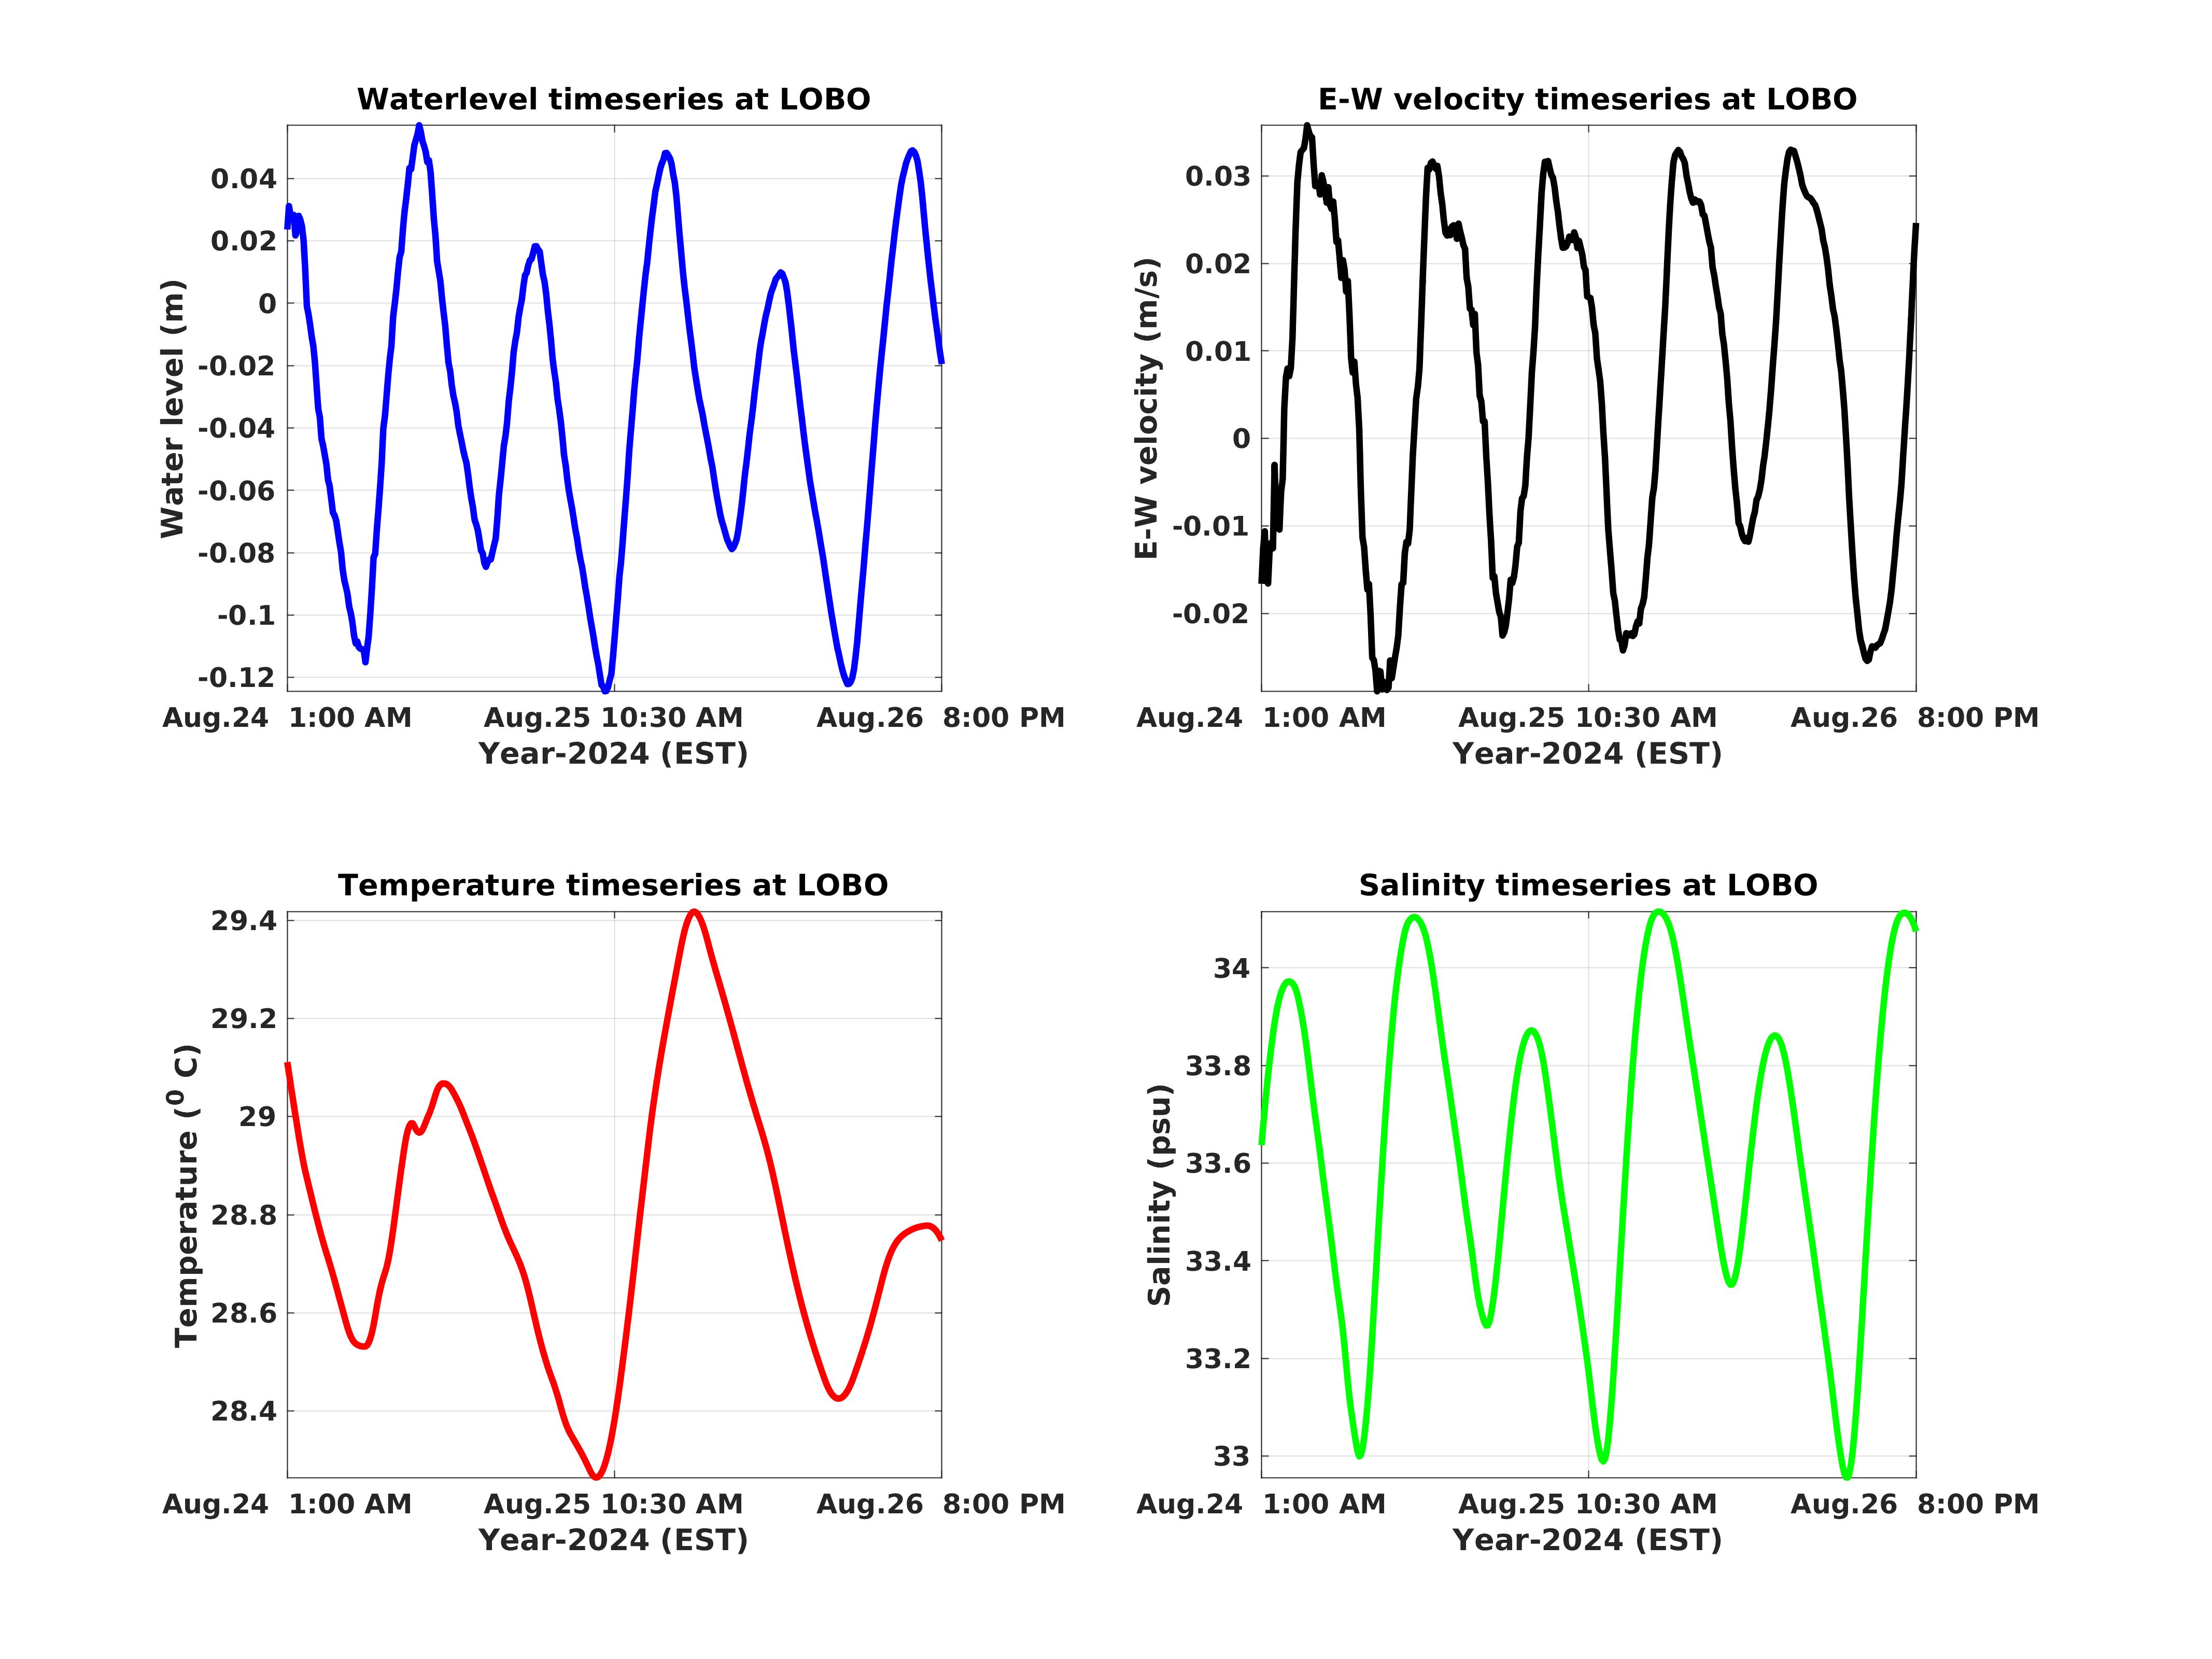 Waterlevel timeseries at LOBO
0.04
0.02
0
-0.02
-0.04
-0.06
-0.08
-0.1
-0.12
Water level (m)
Aug.24 1:00 AM
Aug.25 10:30 AM
Aug.26 8:00 PM
Year-2024 (EST)
E-W velocity timeseries at LOBO
0.03
0.02
0.01
0
-0.01
-0.02
E-W velocity (m/s)
Aug.24 1:00 AM
Aug.25 10:30 AM
Aug.26 8:00 PM
Year-2024 (EST)
Temperature timeseries at LOBO
29.4
29.2
29
28.8
28.6
28.4
Temperature (⁰ C)
Aug.24 1:00 AM
Aug.25 10:30 AM
Aug.26 8:00 PM
Year-2024 (EST)
Salinity timeseries at LOBO
34
33.8
33.6
33.4
33.2
33
Salinity (psu)
Aug.24 1:00 AM
Aug.25 10:30 AM
Aug.26 8:00 PM
Year-2024 (EST)